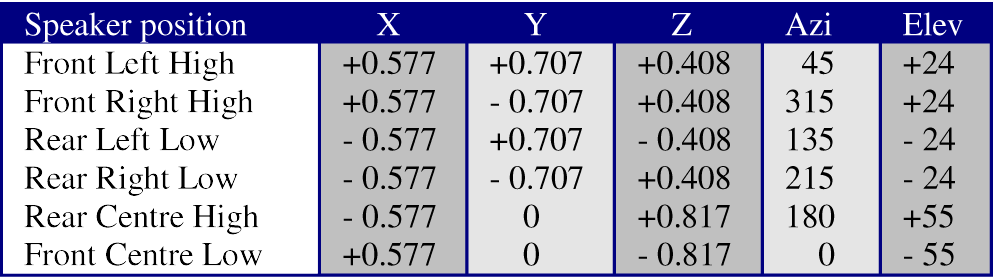 Speaker position X Y Z Azi Elev
Front Left High +0.577 +0.707 +0.408 45 +24
Front Right High +0.577 - 0.707 +0.408 315 +24
Rear Left Low - 0.577 +0.707 - 0.408 135 - 24
Rear Right Low - 0.577 - 0.707 +0.408 215 - 24
Rear Centre High - 0.577 0 +0.817 180 +55
Front Centre Low +0.577 0 - 0.817 0 - 55